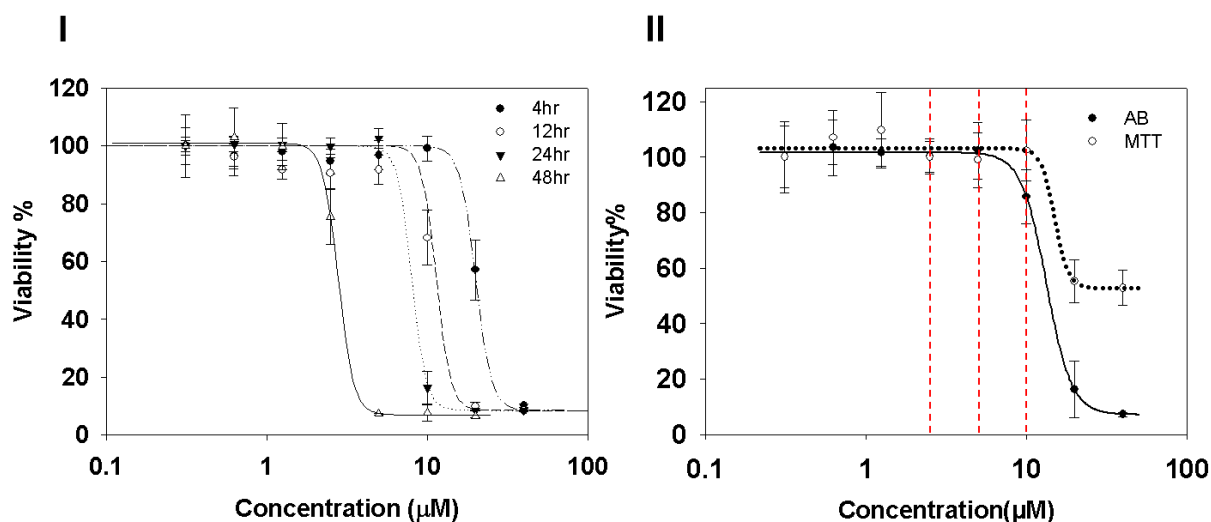 I
II
120
100
80
60
40
20
0
Viability %
0.1
1
10
100
Concentration (μM)
4hr
12hr
24hr
48hr
120
100
80
60
40
20
0
Viability%
0.1
1
10
100
Concentration(μM)
AB
MTT